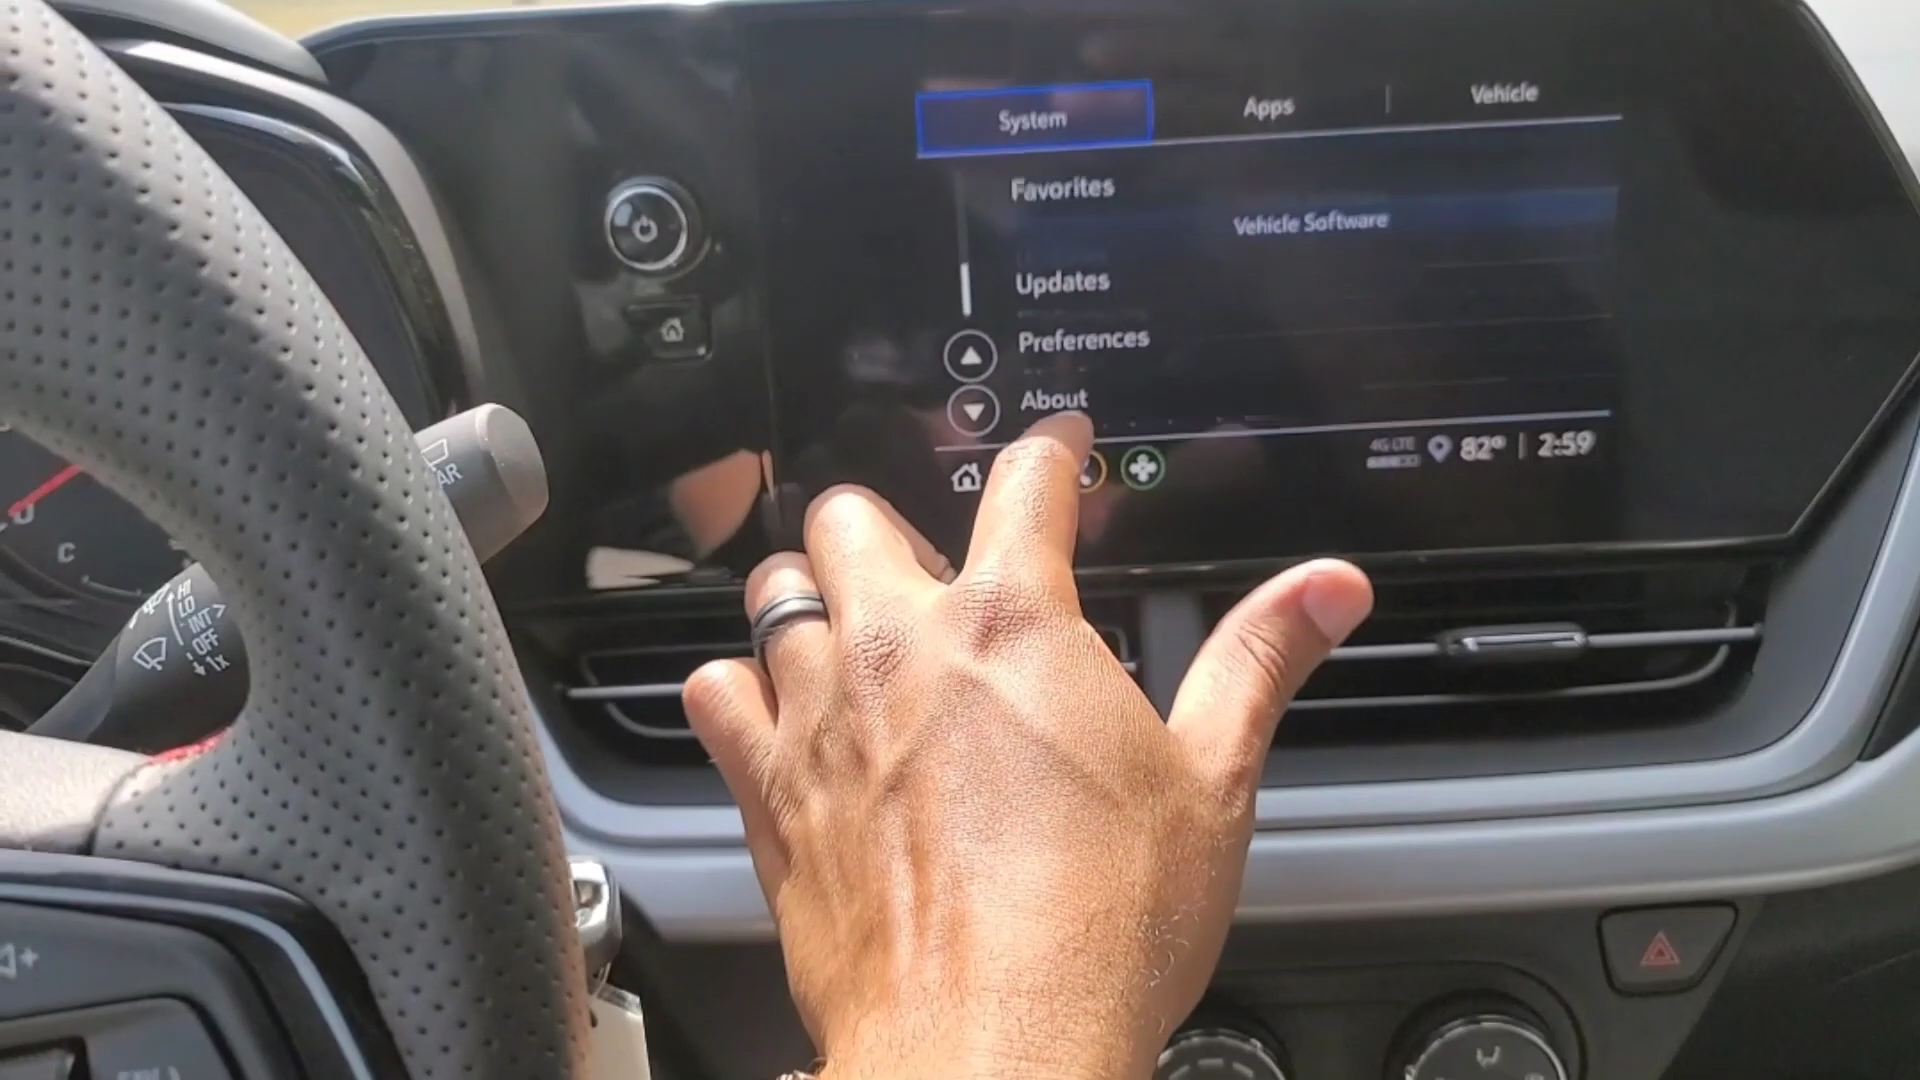 System
Apps
Vehicle
Favorites
Vehicle Software
Updates
Preferences
About
4G LTE
82°
2:59
AR
C
HI
LO
INT
OFF
1x